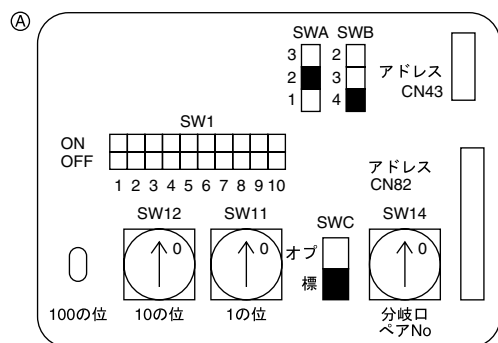 Ⓐ
SWA SWB
3 2
2 3
1 4
アドレス
CN43
SW1
ON
OFF
1 2 3 4 5 6 7 8 9 10
アドレス
CN82
SW12 SW11 SWC SW14
0 0 オプ 0
標
100の位 10の位 1の位 分岐口
ペアNo